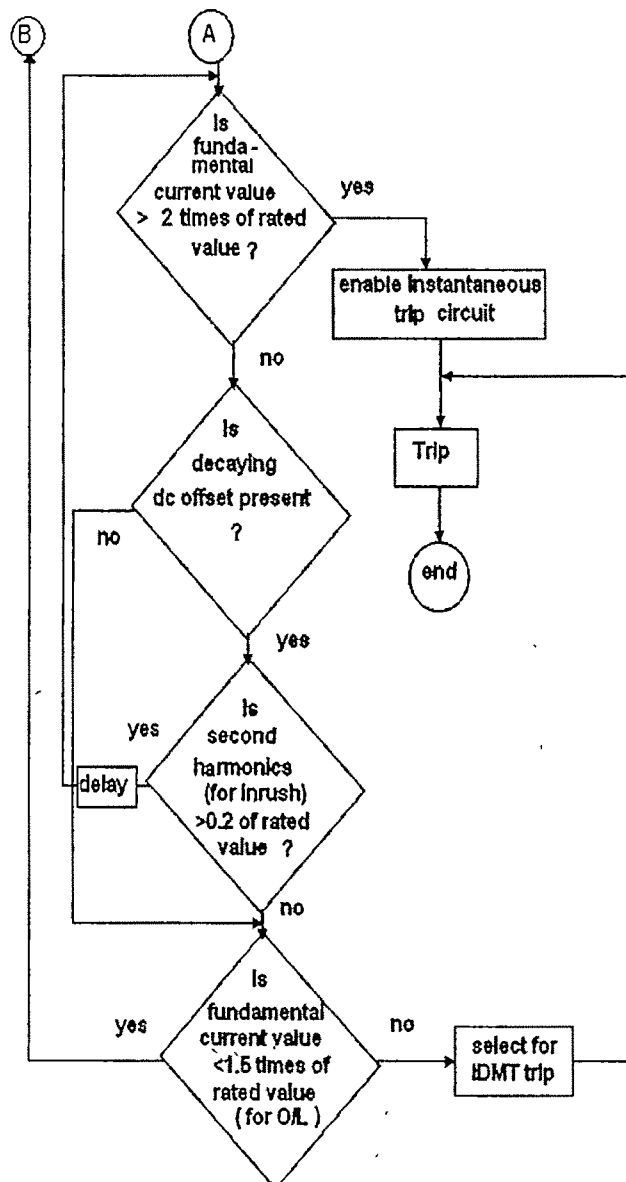 B
A
Is
funda-
mental
current value
> 2 times of rated
value ?
yes
enable instantaneous
trip circuit
no
Is
decaying
dc offset present
?
no
Trip
end
yes
yes
Is
second
harmonics
(for inrush)
>0.2 of rated
value ?
delay
no
Is
fundamental
current value
<1.5 times of
rated value
( for O/L )
yes
no
select for
IDMT trip